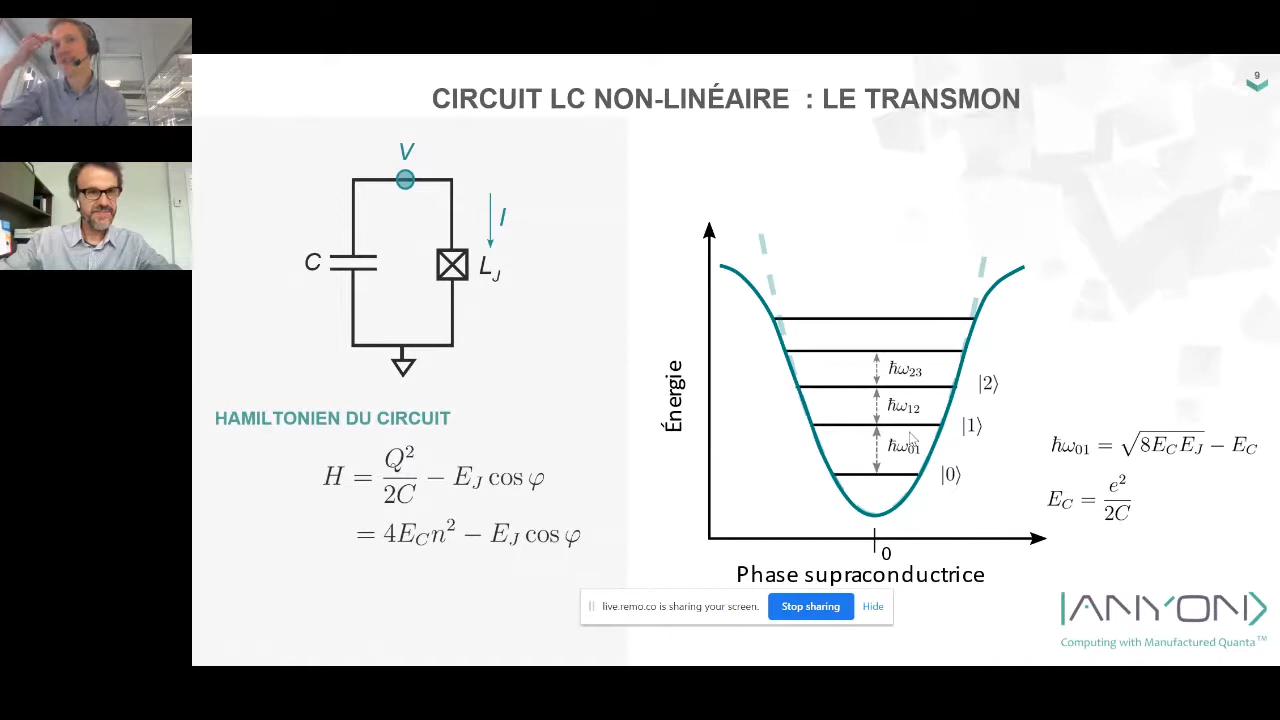 9
CIRCUIT LC NON-LINÉAIRE : LE TRANSMON
V
I
C
L_J
HAMILTONIEN DU CIRCUIT
H = Q²/2C − E_J cos φ
= 4E_C n² − E_J cos φ
Énergie
ħω₂₃
|2⟩
ħω₁₂
|1⟩
ħω₀₁
|0⟩
0
Phase supraconductrice
ħω₀₁ = √(8E_C E_J) − E_C
E_C = e²/2C
live.remo.co is sharing your screen.
Stop sharing
Hide
|ANYON⟩
Computing with Manufactured Quanta™